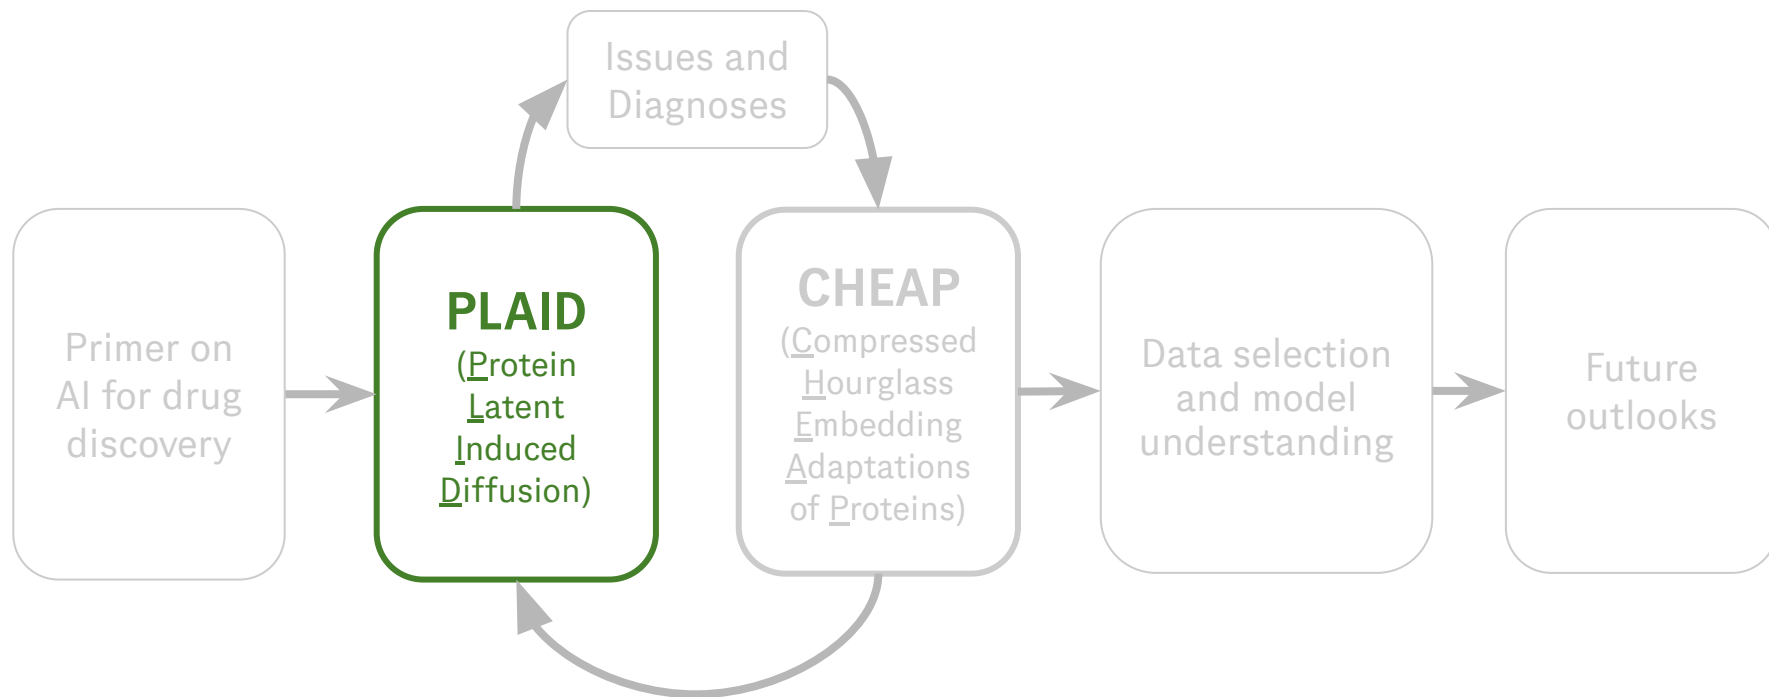 Issues and
Diagnoses
Primer on
AI for drug
discovery
PLAID
(Protein
Latent
Induced
Diffusion)
CHEAP
(Compressed
Hourglass
Embedding
Adaptations
of Proteins)
Data selection
and model
understanding
Future
outlooks